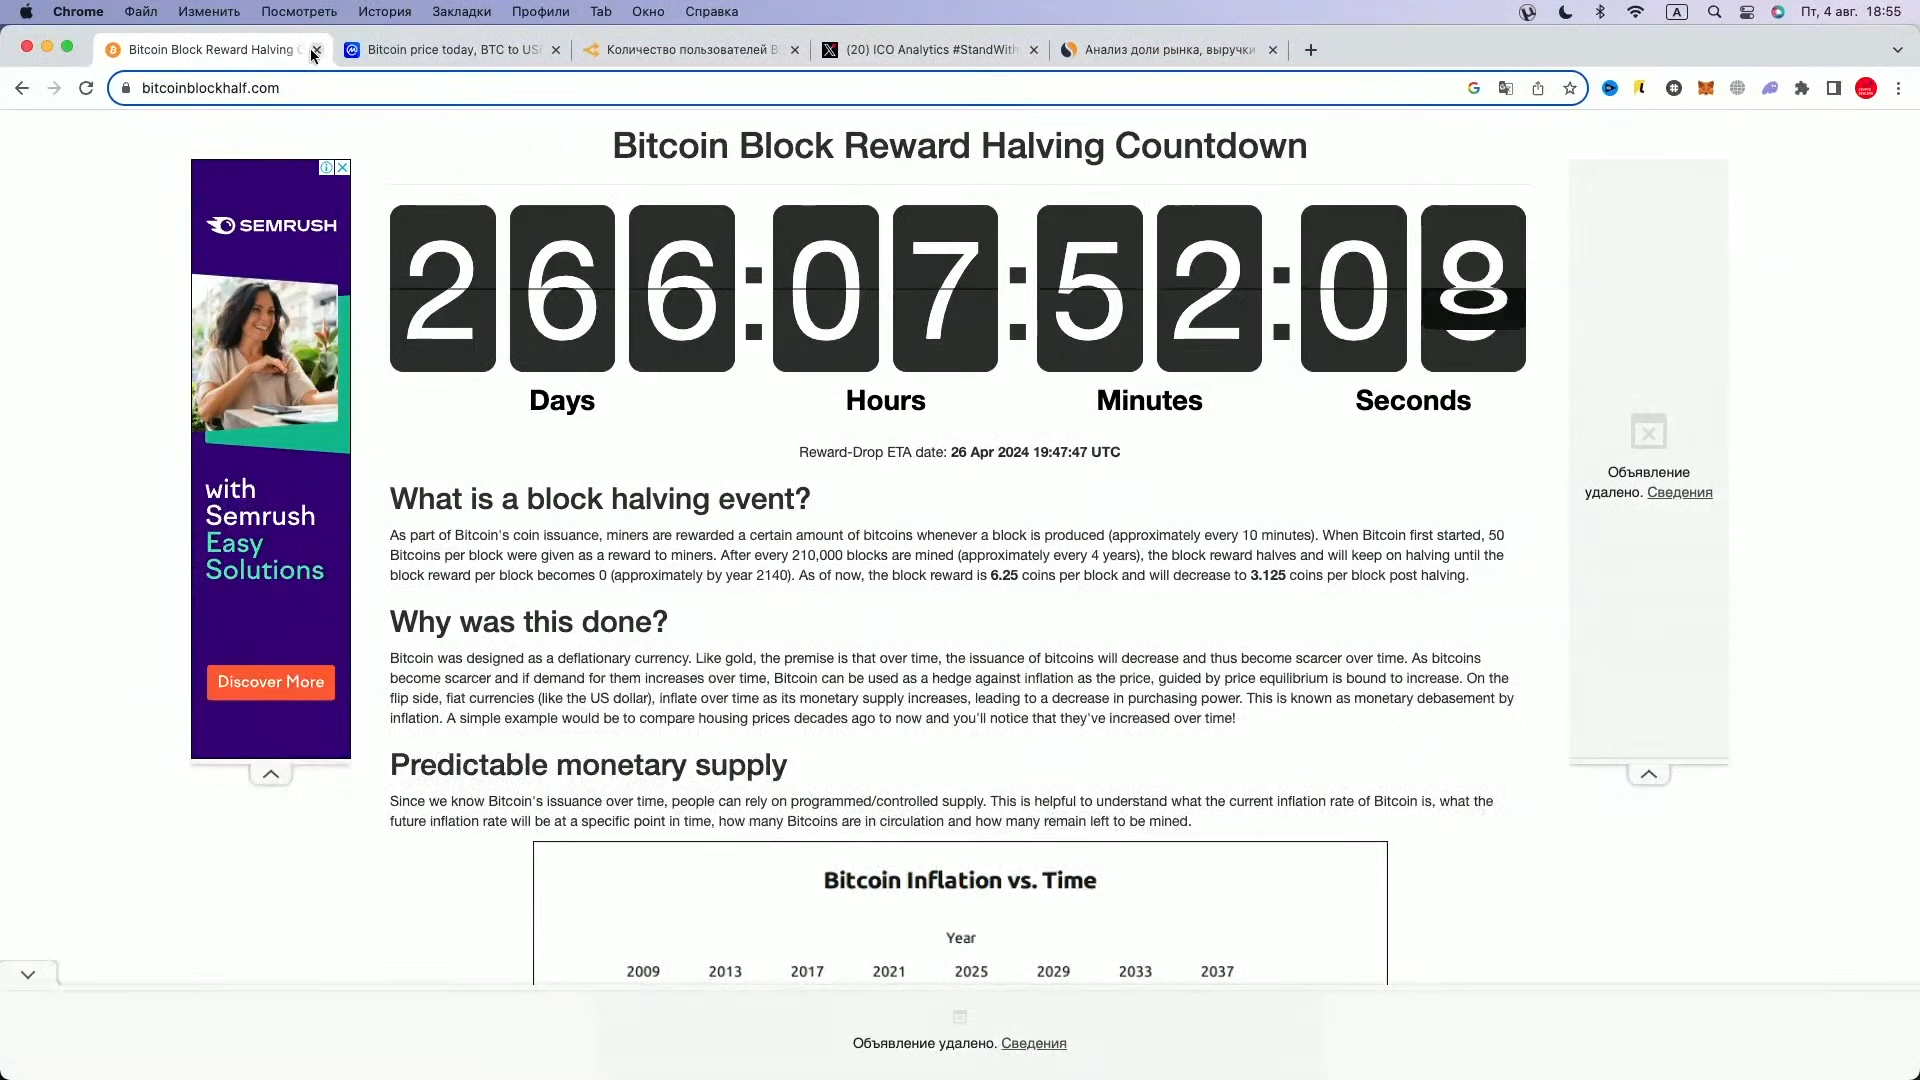 Chrome Файл Изменить Посмотреть История Закладки Профили Tab Окно Справка A Пт, 4 авг. 18:55
Bitcoin Block Reward Halving Bitcoin price today, BTC to US Количество пользователей B (20) ICO Analytics #StandWith Анализ доли рынка, выручки
bitcoinblockhalf.com
Bitcoin Block Reward Halving Countdown
SEMRUSH
with
Semrush
Easy
Solutions
Discover More
266:07:52:08
Days Hours Minutes Seconds
Reward-Drop ETA date: 26 Apr 2024 19:47:47 UTC
What is a block halving event?
As part of Bitcoin's coin issuance, miners are rewarded a certain amount of bitcoins whenever a block is produced (approximately every 10 minutes). When Bitcoin first started, 50
Bitcoins per block were given as a reward to miners. After every 210,000 blocks are mined (approximately every 4 years), the block reward halves and will keep on halving until the
block reward per block becomes 0 (approximately by year 2140). As of now, the block reward is 6.25 coins per block and will decrease to 3.125 coins per block post halving.
Why was this done?
Bitcoin was designed as a deflationary currency. Like gold, the premise is that over time, the issuance of bitcoins will decrease and thus become scarcer over time. As bitcoins
become scarcer and if demand for them increases over time, Bitcoin can be used as a hedge against inflation as the price, guided by price equilibrium is bound to increase. On the
flip side, fiat currencies (like the US dollar), inflate over time as its monetary supply increases, leading to a decrease in purchasing power. This is known as monetary debasement by
inflation. A simple example would be to compare housing prices decades ago to now and you'll notice that they've increased over time!
Predictable monetary supply
Since we know Bitcoin's issuance over time, people can rely on programmed/controlled supply. This is helpful to understand what the current inflation rate of Bitcoin is, what the
future inflation rate will be at a specific point in time, how many Bitcoins are in circulation and how many remain left to be mined.
Bitcoin Inflation vs. Time
Year
2009 2013 2017 2021 2025 2029 2033 2037
Объявление
удалено. Сведения
Объявление удалено. Сведения